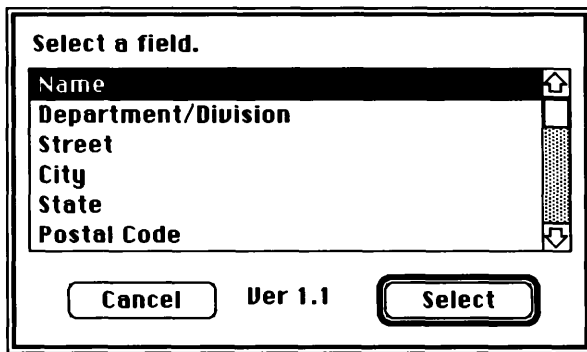 Select a field.
Name
Department/Division
Street
City
State
Postal Code
Cancel Ver 1.1 Select